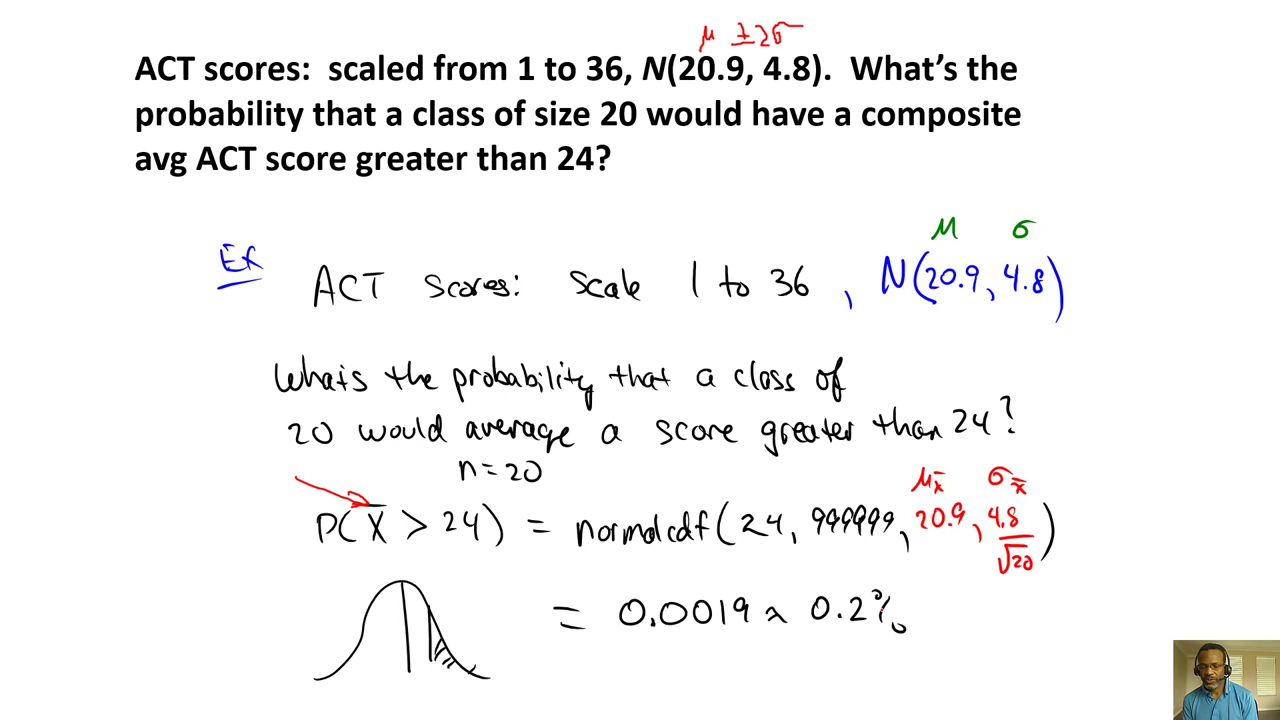 μ ±2σ
ACT scores: scaled from 1 to 36, N(20.9, 4.8). What's the
probability that a class of size 20 would have a composite
avg ACT score greater than 24?
μ σ
Ex
ACT scores: scale 1 to 36, N(20.9, 4.8)
Whats the probability that a class of
20 would average a score greater than 24?
n=20
μx̄ σx̄
P(X̄ > 24) = normalcdf(24, 999999, 20.9, 4.8/√20)
= 0.0019 ≈ 0.2%